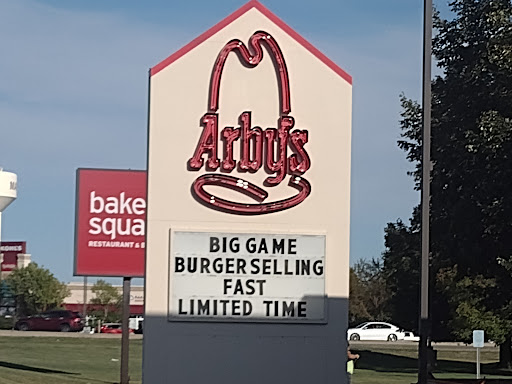 Arby's
BIG GAME
BURGER SELLING
FAST
LIMITED TIME
RESTAURANT &